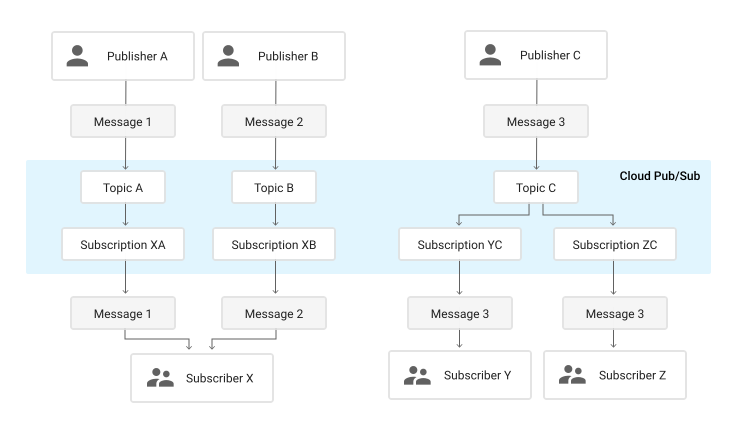 Publisher A
Publisher B
Publisher C
Message 1
Message 2
Message 3
Cloud Pub/Sub
Topic A
Topic B
Topic C
Subscription XA
Subscription XB
Subscription YC
Subscription ZC
Message 1
Message 2
Message 3
Message 3
Subscriber X
Subscriber Y
Subscriber Z